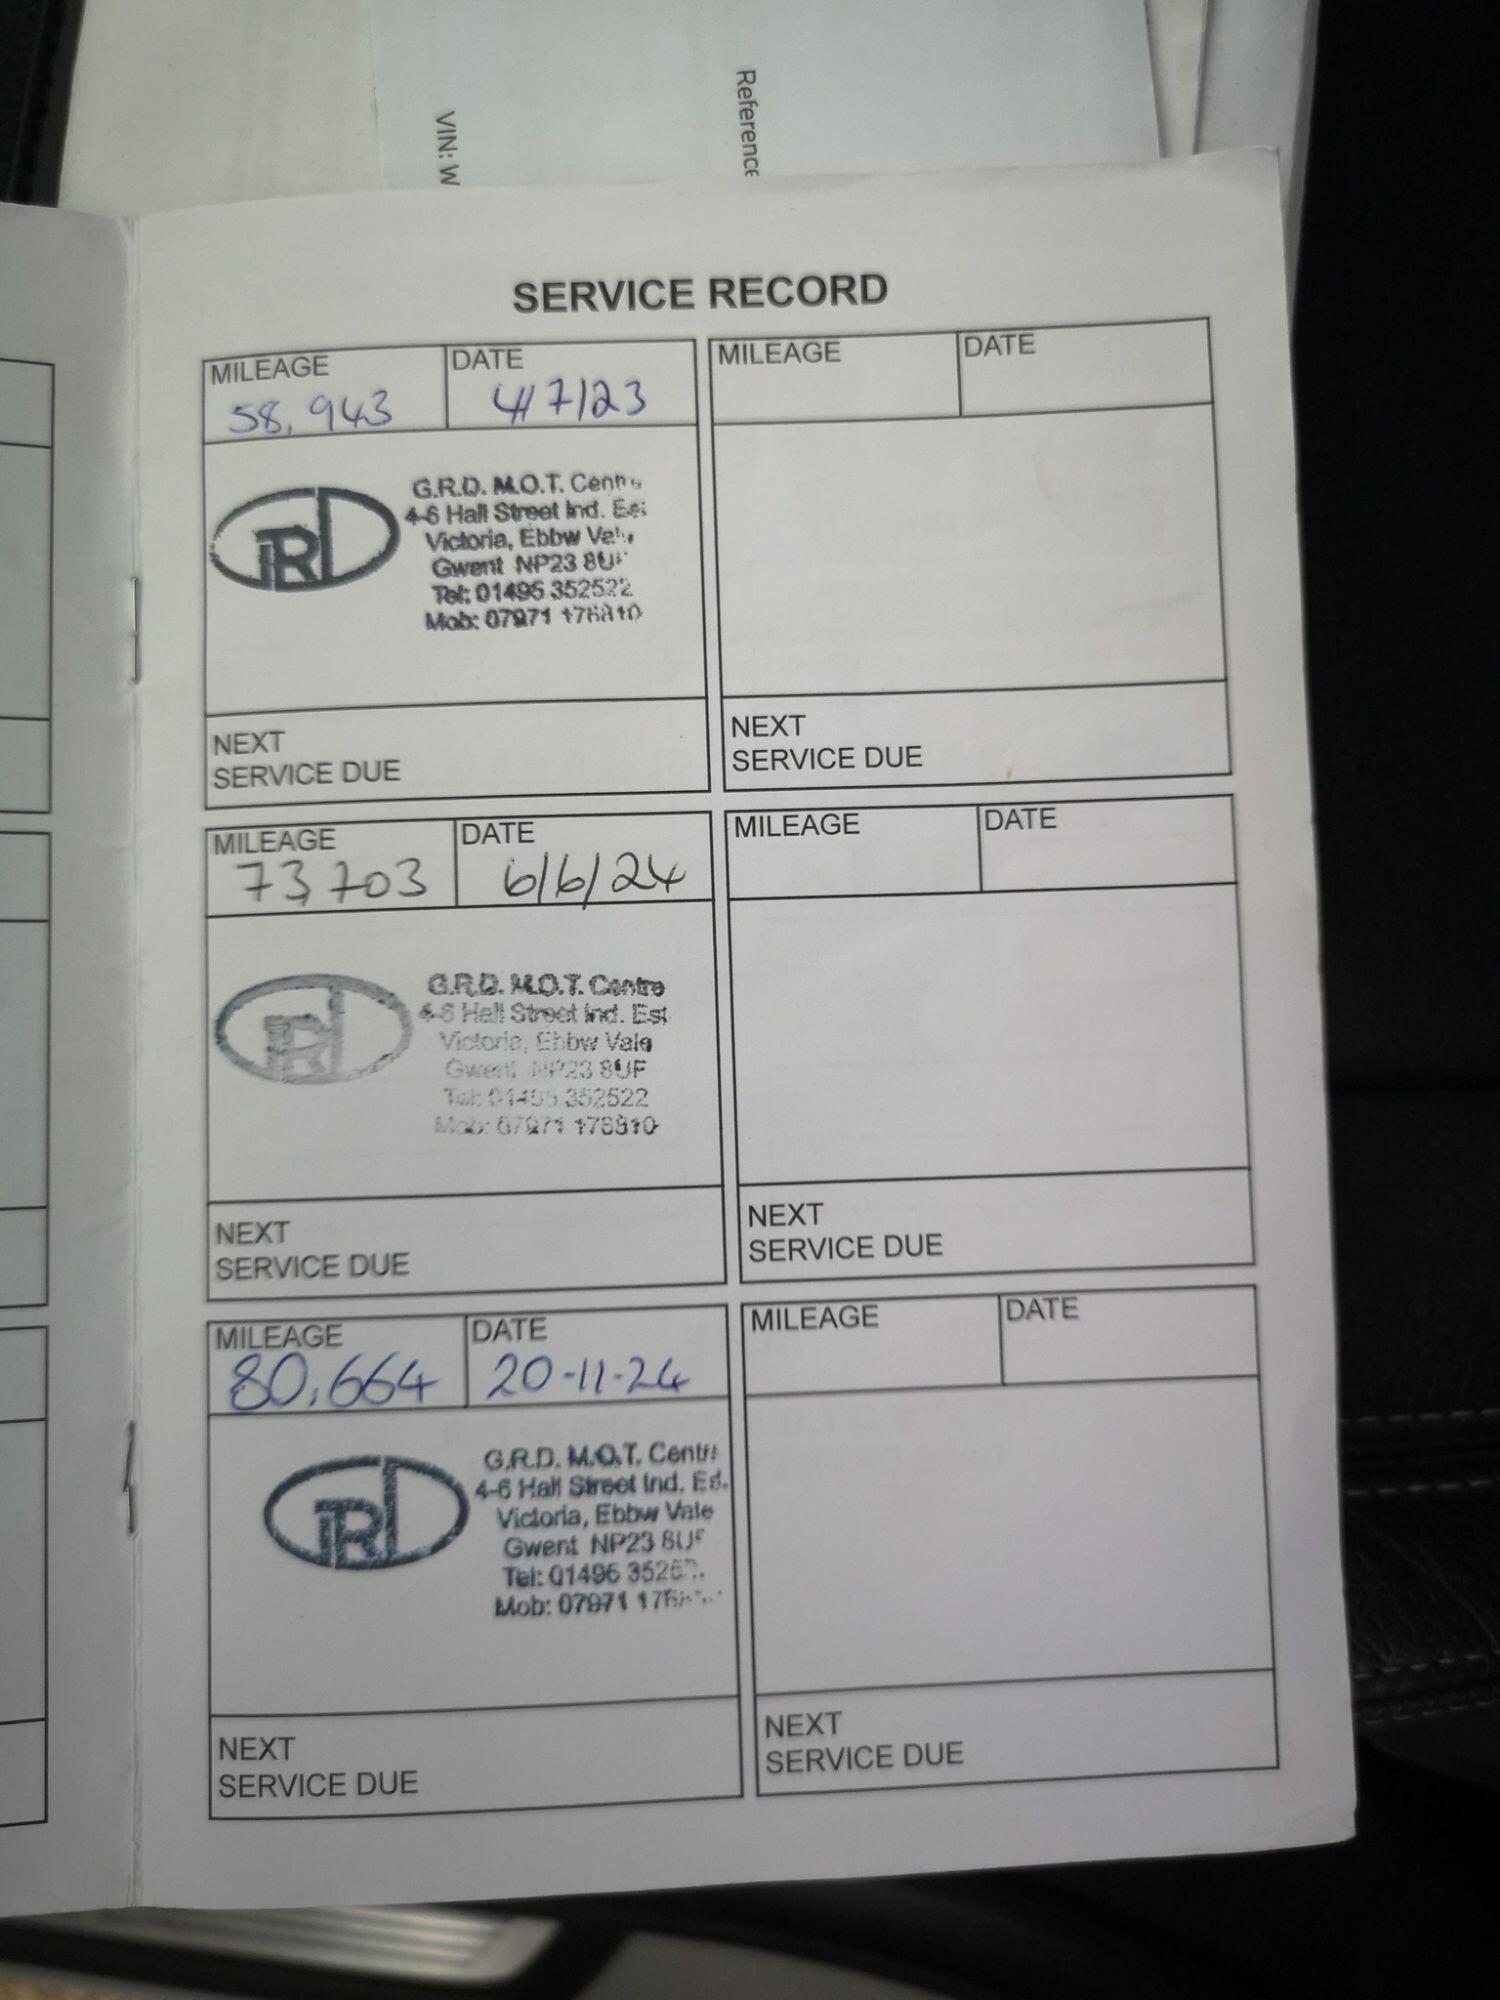 Reference
VIN: W
SERVICE RECORD
MILEAGE DATE
58,943 4/7/23
G.R.D. M.O.T. Centre
4-6 Hall Street Ind. Est
Victoria, Ebbw Vale
Gwent NP23 8UF
Tel: 01495 352522
Mob: 07971 176810
NEXT
SERVICE DUE
MILEAGE DATE
NEXT
SERVICE DUE
MILEAGE DATE
73,703 6/6/24
G.R.D. M.O.T. Centre
4-6 Hall Street Ind. Est
Victoria, Ebbw Vale
Gwent NP23 8UF
Tel: 01495 352522
Mob: 07971 176810
NEXT
SERVICE DUE
MILEAGE DATE
NEXT
SERVICE DUE
MILEAGE DATE
80,664 20-11-24
G.R.D. M.O.T. Centre
4-6 Hall Street Ind. Es
Victoria, Ebbw Vale
Gwent NP23 8UF
Tel: 01495
Mob: 07971
NEXT
SERVICE DUE
MILEAGE DATE
NEXT
SERVICE DUE